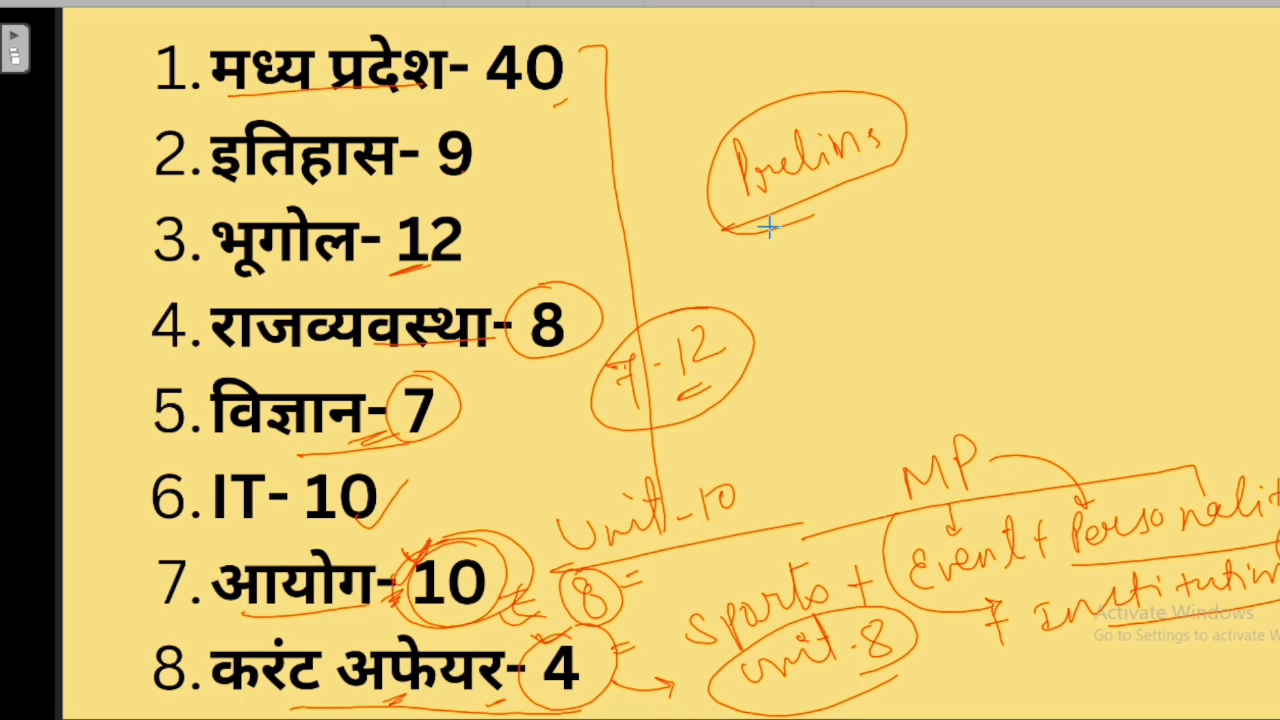 1. मध्य प्रदेश- 40
2. इतिहास- 9
3. भूगोल- 12
4. राजव्यवस्था- 8
5. विज्ञान- 7
6. IT- 10
7. आयोग- 10
8. करंट अफेयर- 4
Prelims
7-12
Unit-10
8 =
MP
Sports + Event + Personalit
+ Institution
Unit-8
Activate Windows
Go to Settings to activate W